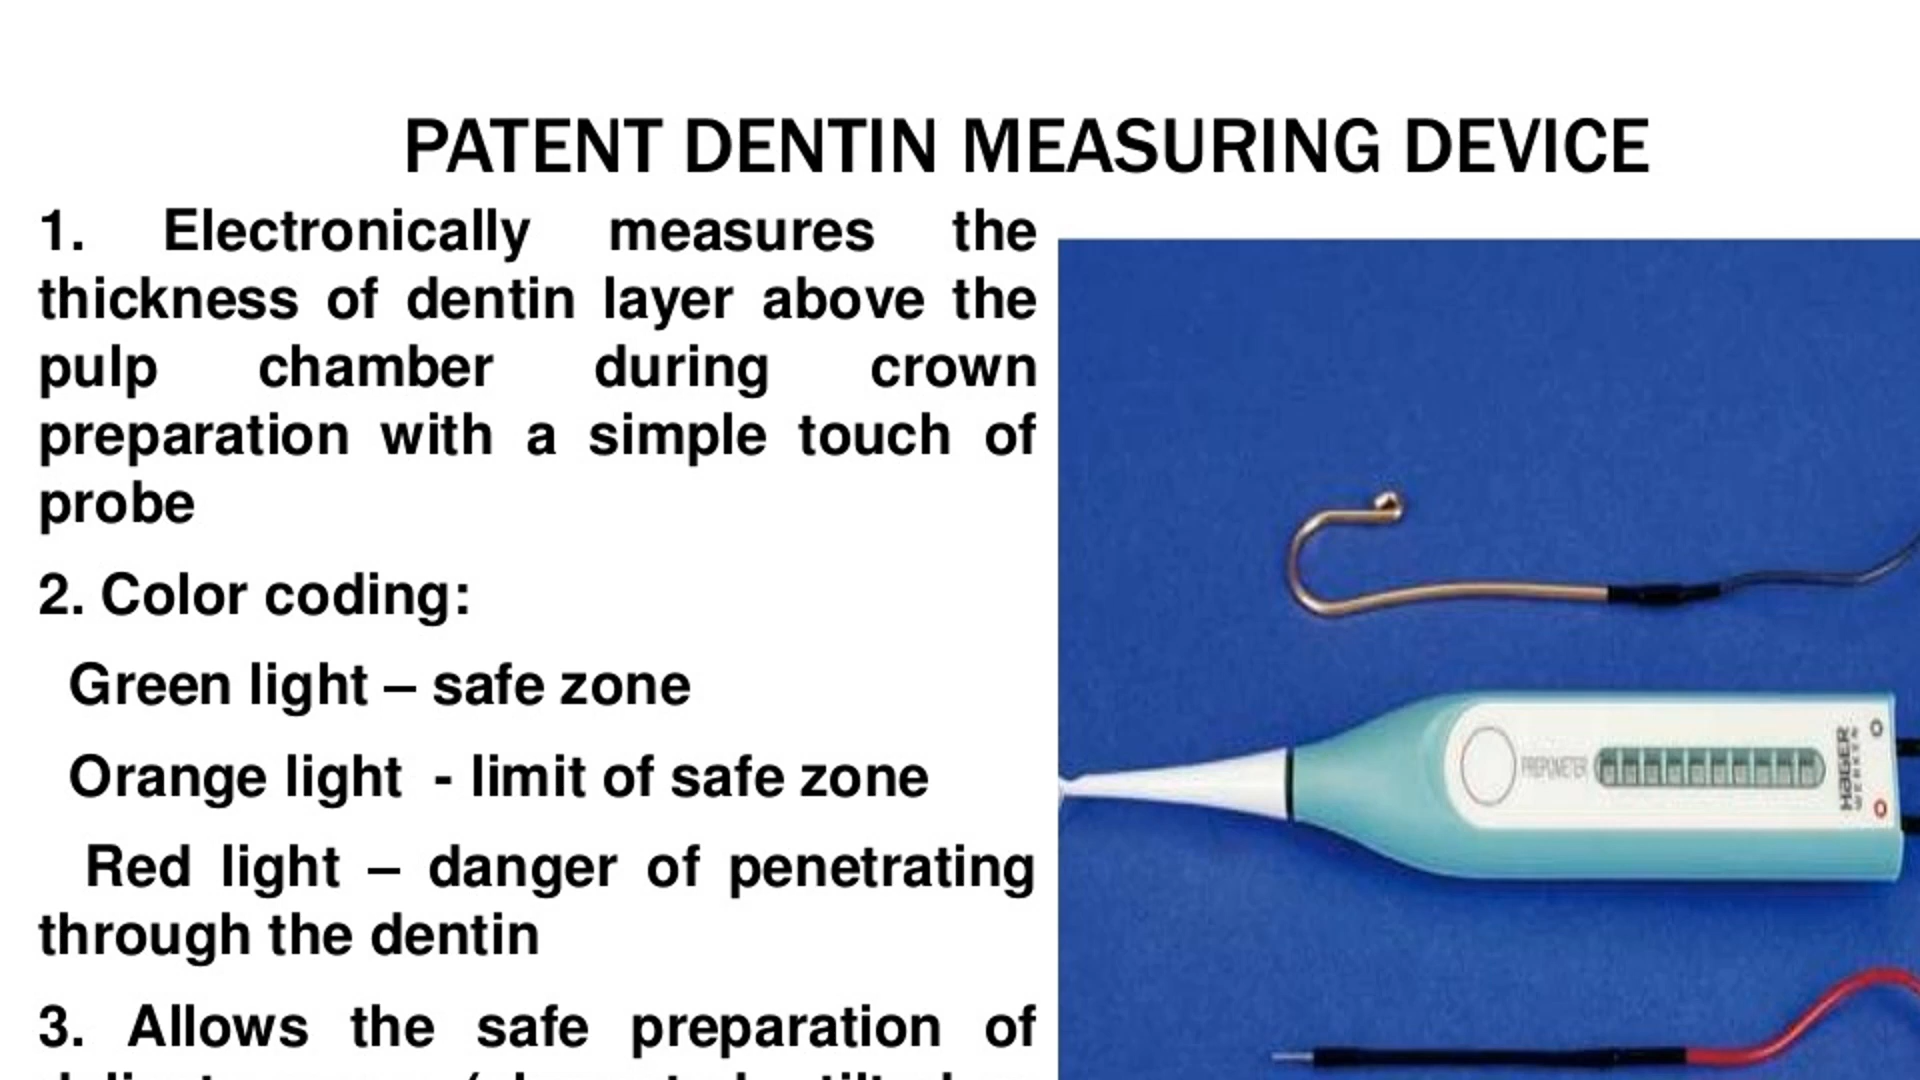 PATENT DENTIN MEASURING DEVICE
1. Electronically measures the
thickness of dentin layer above the
pulp chamber during crown
preparation with a simple touch of
probe
2. Color coding:
Green light – safe zone
Orange light - limit of safe zone
Red light – danger of penetrating
through the dentin
3. Allows the safe preparation of
PREPOMETER
HAGER
WERKEN